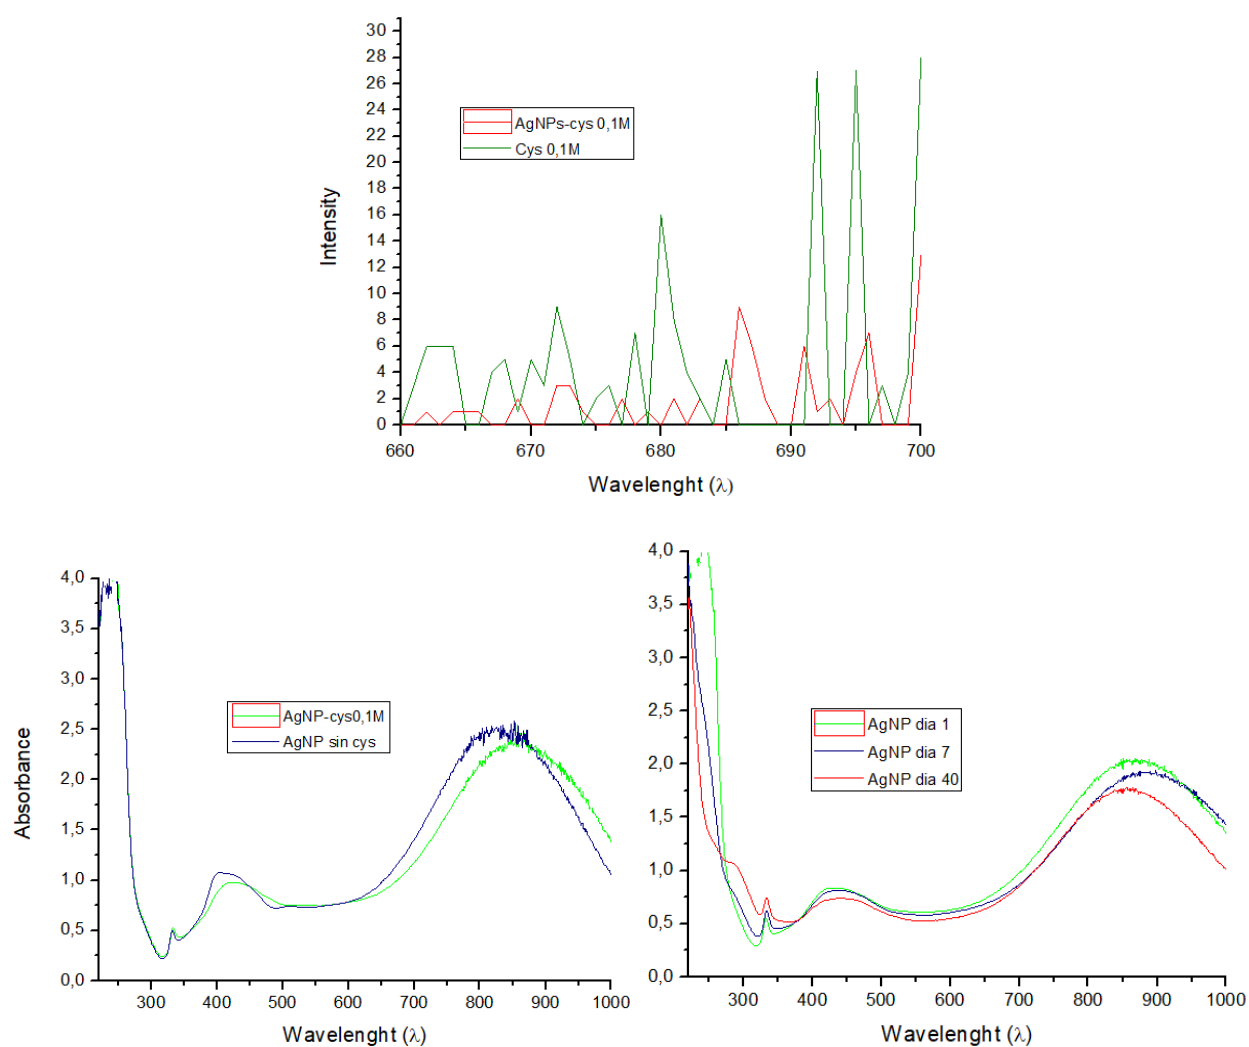 30
28
26
24
22
20
18
16
14
12
10
8
6
4
2
0
Intensity
AgNPs-cys 0,1M
Cys 0,1M
660 670 680 690 700
Wavelenght (λ)
4,0
3,5
3,0
2,5
2,0
1,5
1,0
0,5
0,0
Absorbance
AgNP-cys0,1M
AgNP sin cys
300 400 500 600 700 800 900 1000
Wavelenght (λ)
4,0
3,5
3,0
2,5
2,0
1,5
1,0
0,5
0,0
AgNP dia 1
AgNP dia 7
AgNP dia 40
300 400 500 600 700 800 900 1000
Wavelenght (λ)